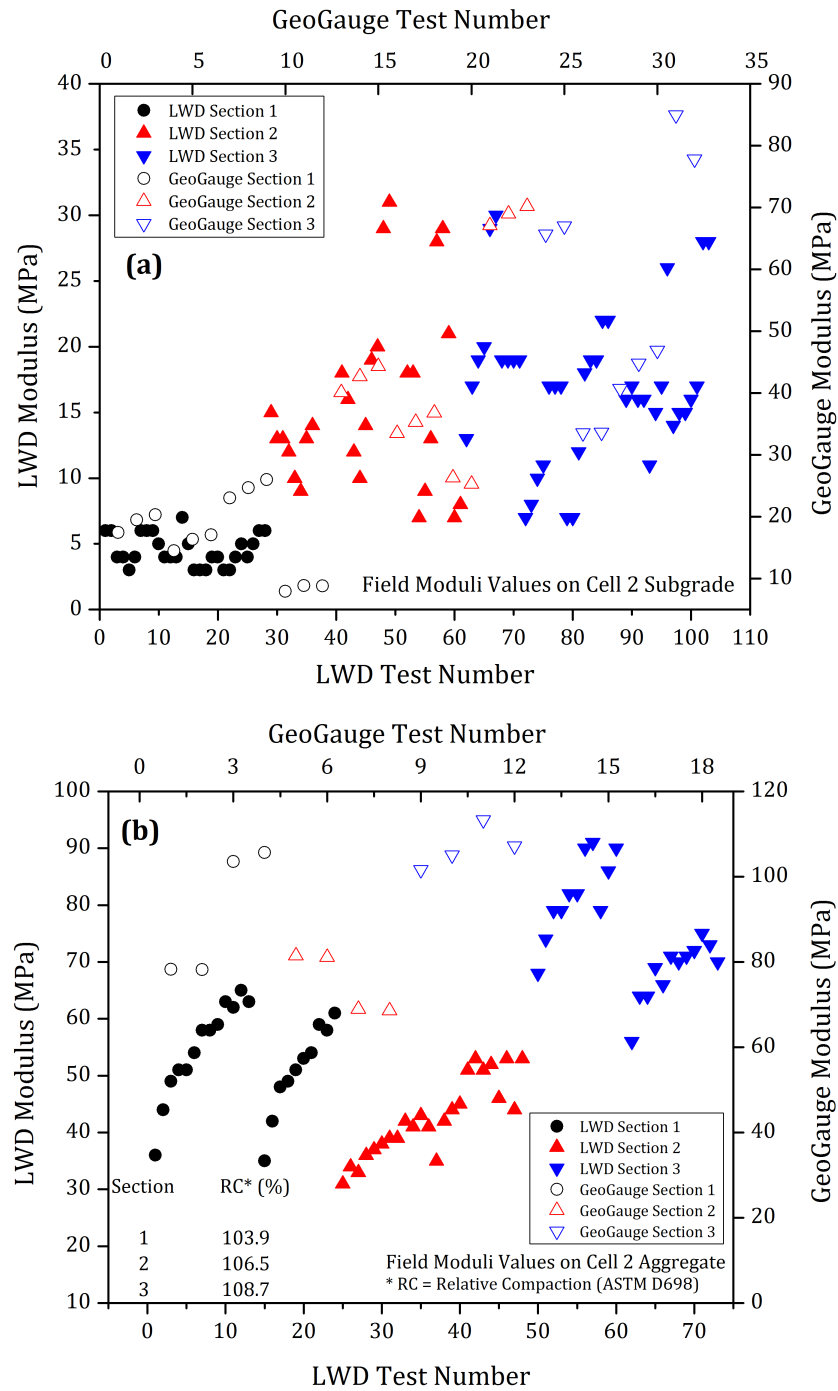 GeoGauge Test Number
0 5 10 15 20 25 30 35
40 90
35 80
30 70
25 60
20 50
15 40
10 30
5 20
0 10
LWD Section 1
LWD Section 2
LWD Section 3
GeoGauge Section 1
GeoGauge Section 2
GeoGauge Section 3
(a)
LWD Modulus (MPa)
GeoGauge Modulus (MPa)
Field Moduli Values on Cell 2 Subgrade
0 10 20 30 40 50 60 70 80 90 100 110
LWD Test Number
GeoGauge Test Number
0 3 6 9 12 15 18
100 120
90 100
80 80
70 60
60 40
50 20
40 0
30
20
10
(b)
LWD Modulus (MPa)
GeoGauge Modulus (MPa)
Section RC* (%)
1 103.9
2 106.5
3 108.7
LWD Section 1
LWD Section 2
LWD Section 3
GeoGauge Section 1
GeoGauge Section 2
GeoGauge Section 3
Field Moduli Values on Cell 2 Aggregate
* RC = Relative Compaction (ASTM D698)
0 10 20 30 40 50 60 70
LWD Test Number